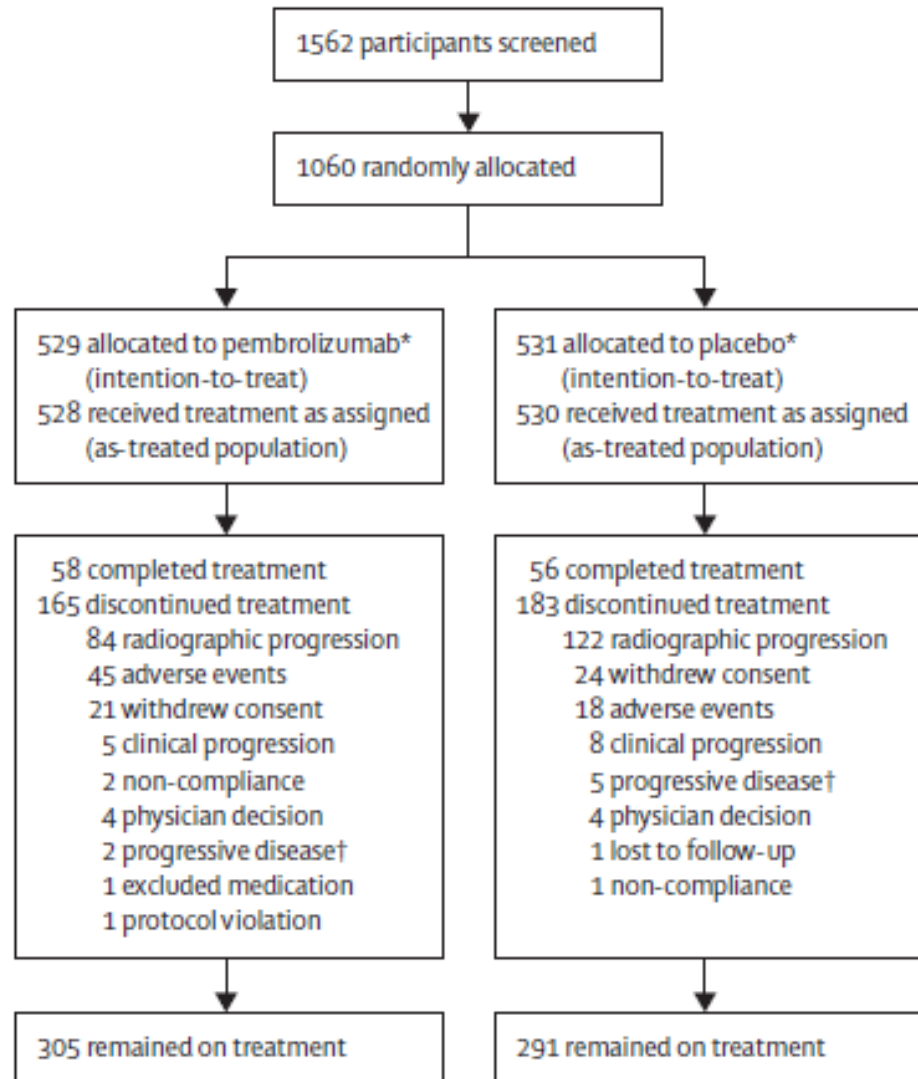 1562 participants screened
1060 randomly allocated
529 allocated to pembrolizumab*
(intention-to-treat)
528 received treatment as assigned
(as-treated population)
531 allocated to placebo*
(intention-to-treat)
530 received treatment as assigned
(as-treated population)
58 completed treatment
165 discontinued treatment
84 radiographic progression
45 adverse events
21 withdrew consent
5 clinical progression
2 non-compliance
4 physician decision
2 progressive disease†
1 excluded medication
1 protocol violation
56 completed treatment
183 discontinued treatment
122 radiographic progression
24 withdrew consent
18 adverse events
8 clinical progression
5 progressive disease†
4 physician decision
1 lost to follow-up
1 non-compliance
305 remained on treatment
291 remained on treatment